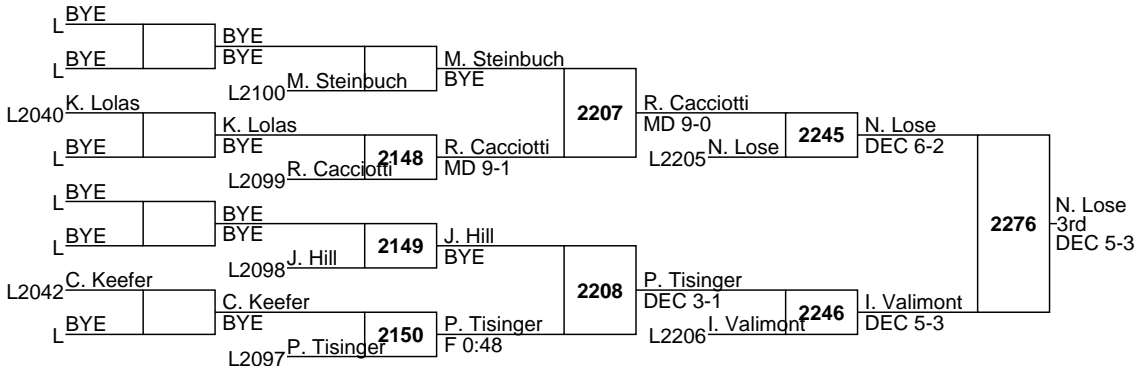 L BYE
BYE
BYE
L BYE
L2100 M. Steinbuch
M. Steinbuch
BYE
L2040 K. Lolas
K. Lolas
BYE
L BYE
2148
L2099 R. Cacciotti
R. Cacciotti
MD 9-1
2207
R. Cacciotti
MD 9-0
L2205 N. Lose
2245
N. Lose
DEC 6-2
L BYE
BYE
BYE
L BYE
2149
L2098 J. Hill
J. Hill
BYE
L2042 C. Keefer
C. Keefer
BYE
L BYE
2150
L2097 P. Tisinger
P. Tisinger
F 0:48
2208
P. Tisinger
DEC 3-1
L2206 I. Valimont
2246
I. Valimont
DEC 5-3
2276
N. Lose
3rd
DEC 5-3